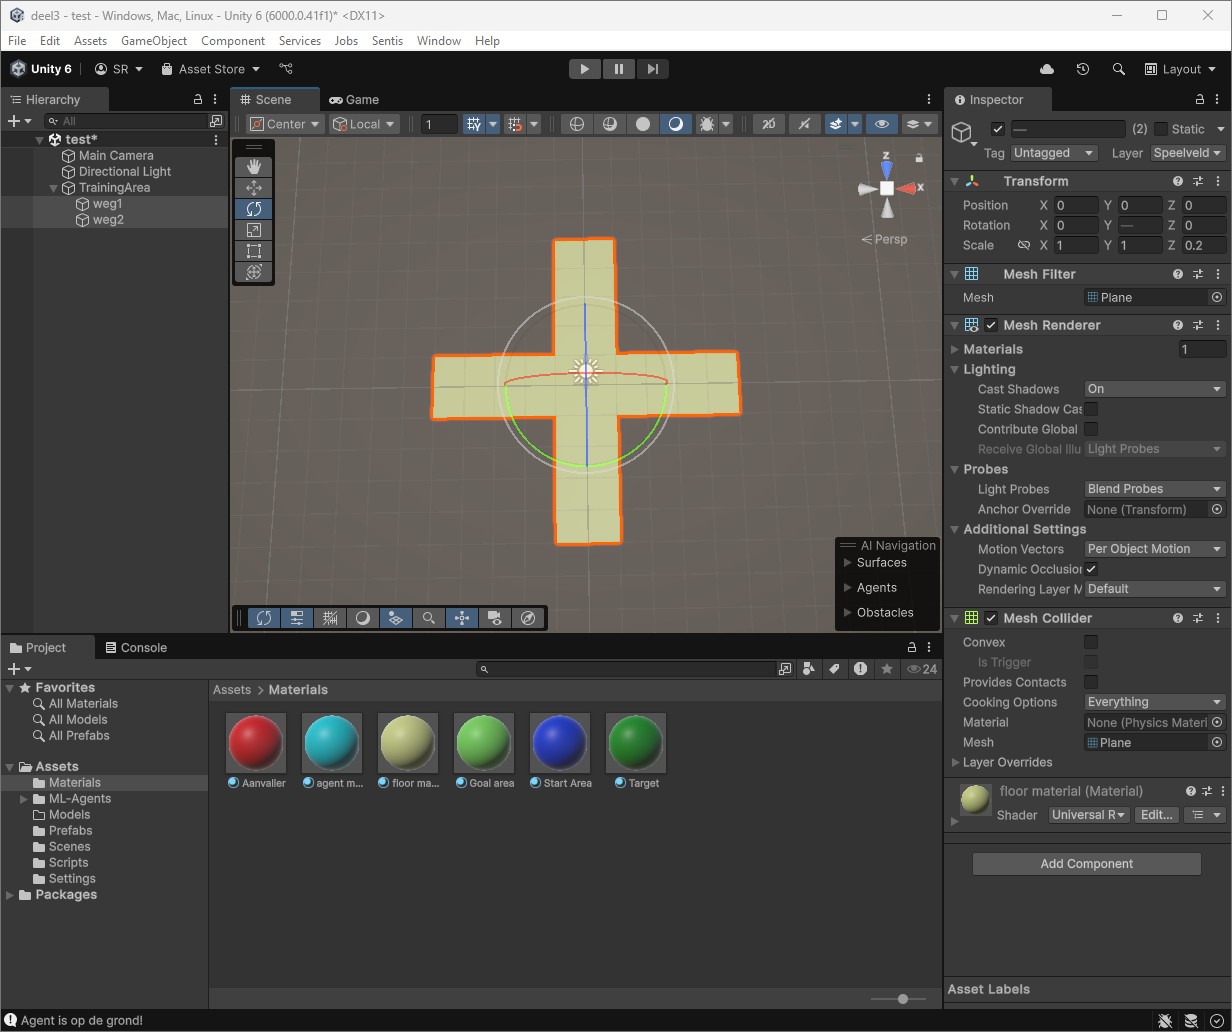 deel3 - test - Windows, Mac, Linux - Unity 6 (6000.0.41f1)* <DX11>
File Edit Assets GameObject Component Services Jobs Sentis Window Help
Unity 6 SR Asset Store Layout
Hierarchy
All
test*
Main Camera
Directional Light
TrainingArea
weg1
weg2
Scene Game
Center Local 1 2D
z
x
Persp
AI Navigation
Surfaces
Agents
Obstacles
Inspector
— (2) Static
Tag Untagged Layer Speelveld
Transform
Position X 0 Y 0 Z 0
Rotation X 0 Y — Z 0
Scale X 1 Y 1 Z 0.2
Mesh Filter
Mesh Plane
Mesh Renderer
Materials 1
Lighting
Cast Shadows On
Static Shadow Cas
Contribute Global
Receive Global Illu Light Probes
Probes
Light Probes Blend Probes
Anchor Override None (Transform)
Additional Settings
Motion Vectors Per Object Motion
Dynamic Occlusion
Rendering Layer M Default
Mesh Collider
Convex
Is Trigger
Provides Contacts
Cooking Options Everything
Material None (Physics Materi
Mesh Plane
Layer Overrides
floor material (Material)
Shader Universal R Edit...
Add Component
Asset Labels
Project Console
24
Favorites
All Materials
All Models
All Prefabs
Assets
Materials
ML-Agents
Models
Prefabs
Scenes
Scripts
Settings
Packages
Assets > Materials
Aanvaller agent m... floor ma... Goal area Start Area Target
Agent is op de grond!